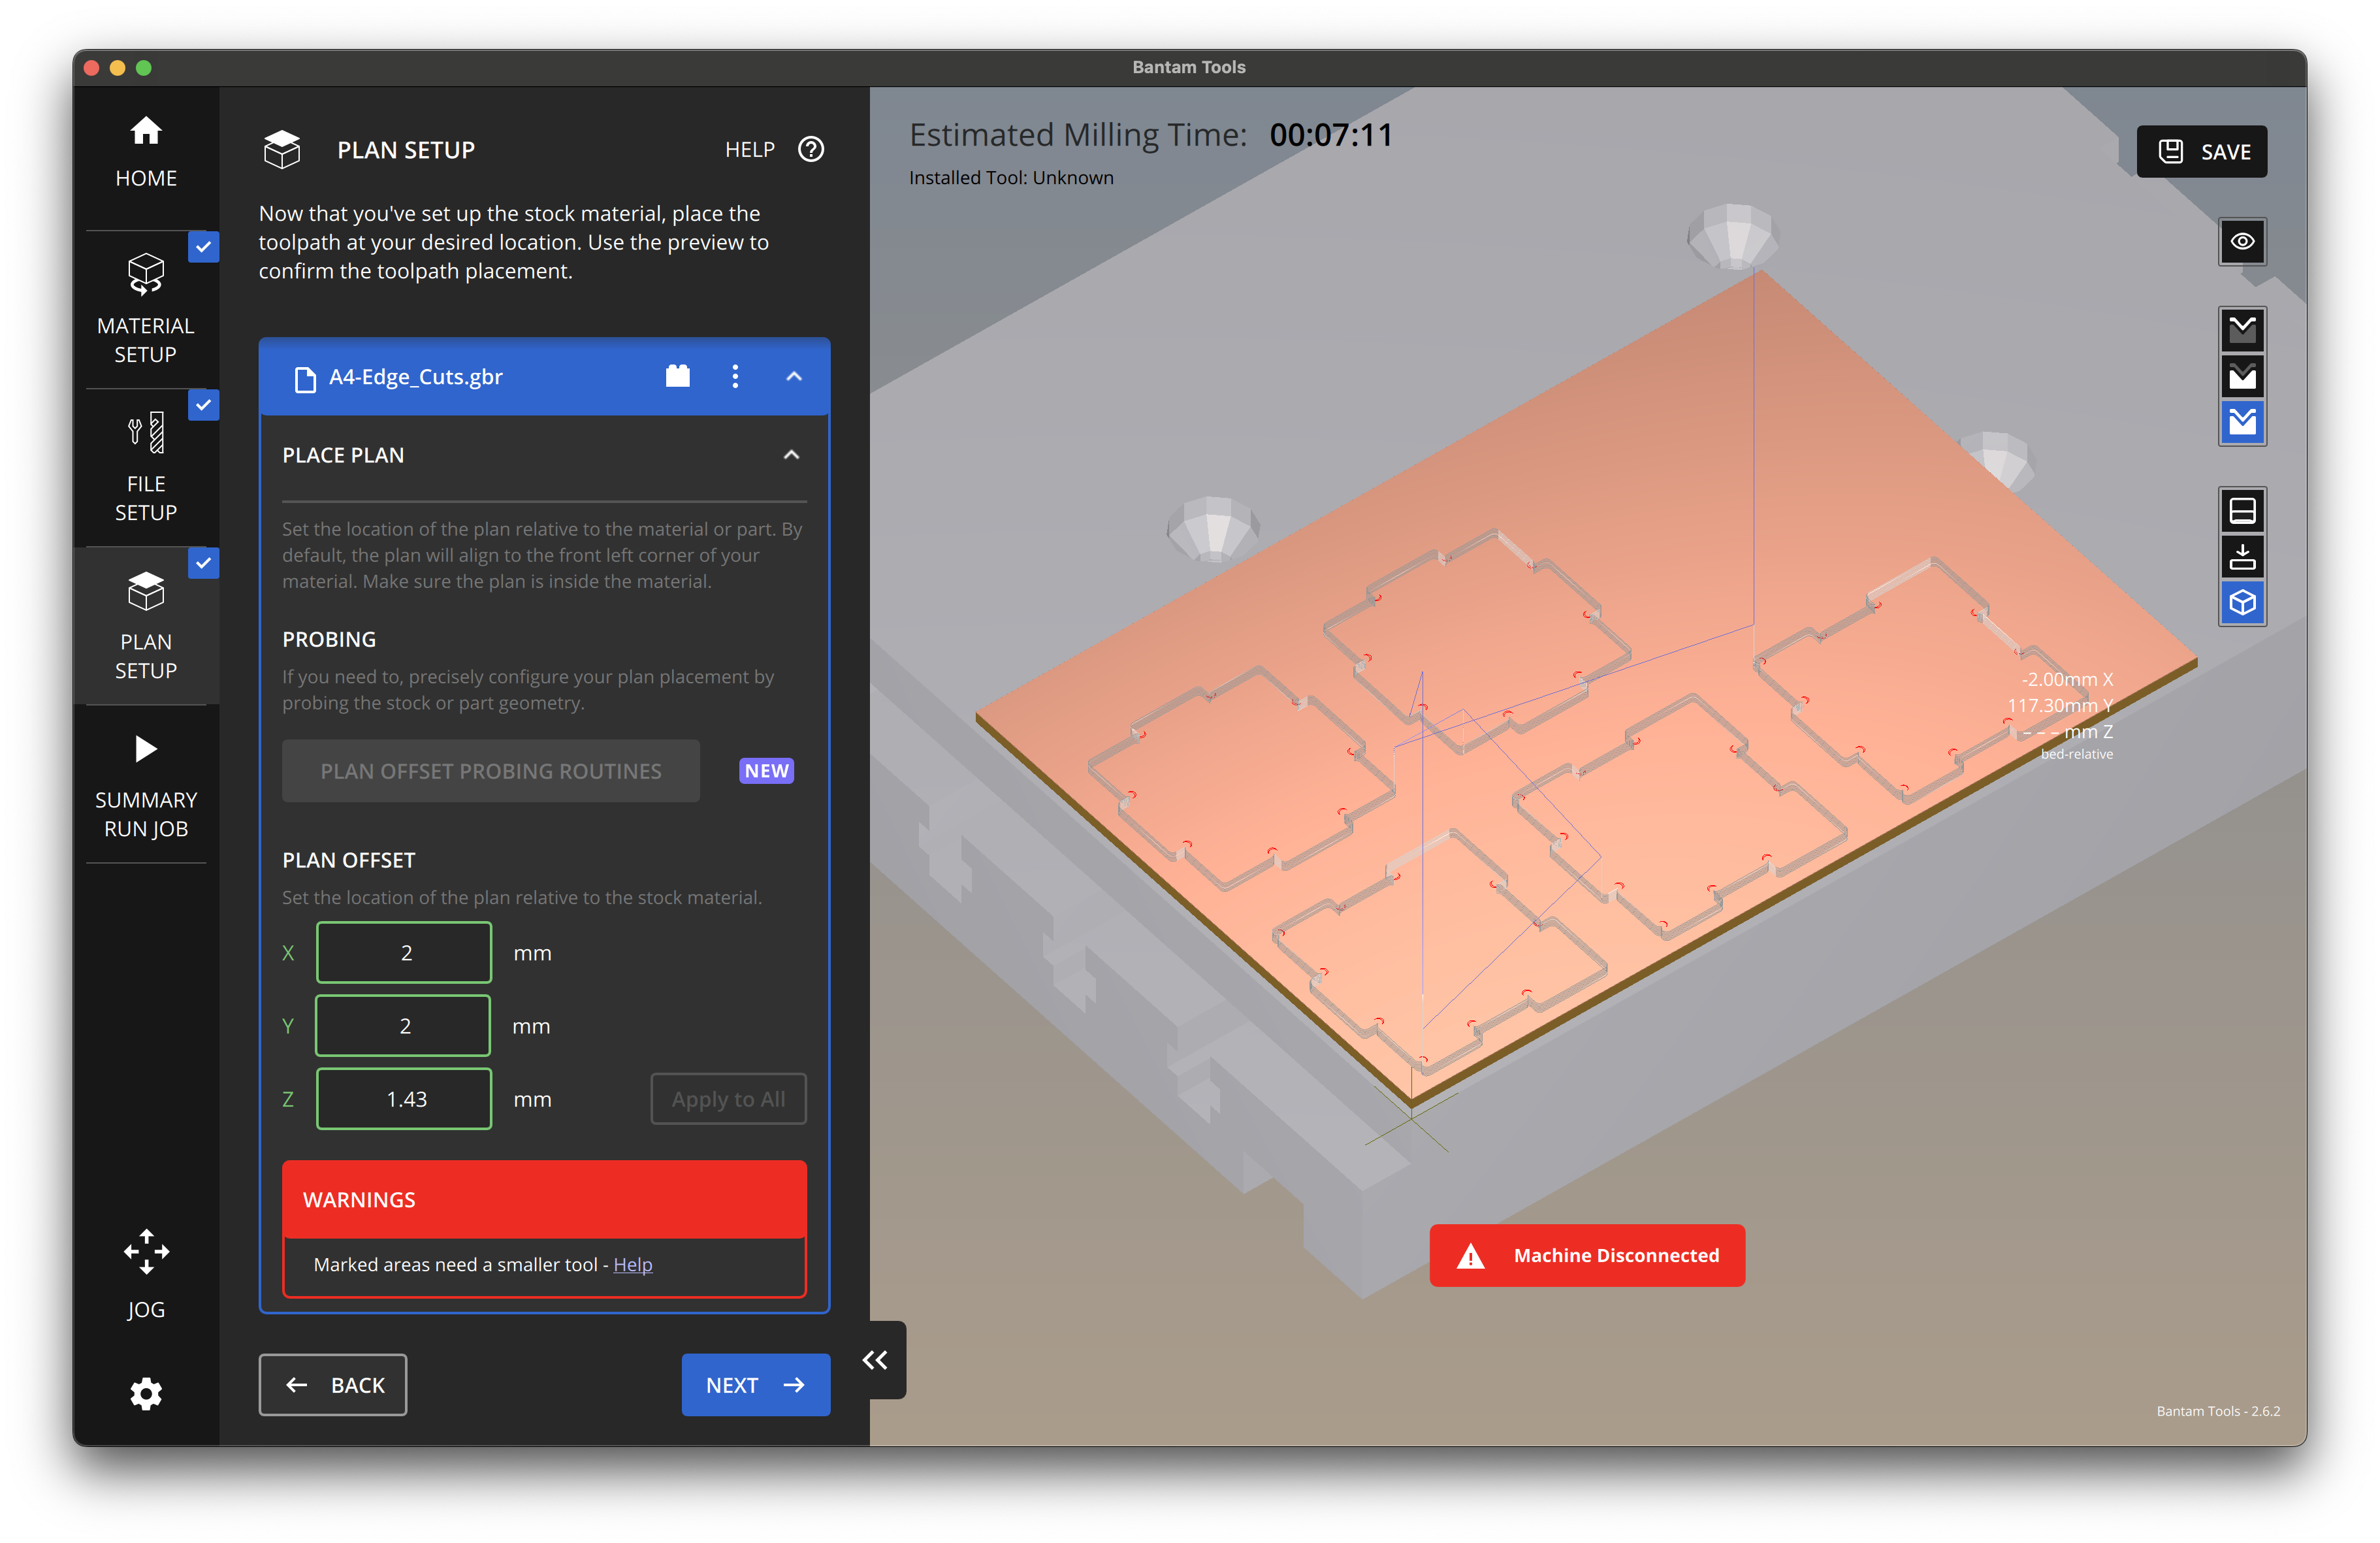 Bantam Tools
HOME
MATERIAL
SETUP
FILE
SETUP
PLAN
SETUP
SUMMARY
RUN JOB
JOG
PLAN SETUP
HELP
Now that you've set up the stock material, place the
toolpath at your desired location. Use the preview to
confirm the toolpath placement.
A4-Edge_Cuts.gbr
PLACE PLAN
Set the location of the plan relative to the material or part. By
default, the plan will align to the front left corner of your
material. Make sure the plan is inside the material.
PROBING
If you need to, precisely configure your plan placement by
probing the stock or part geometry.
PLAN OFFSET PROBING ROUTINES
NEW
PLAN OFFSET
Set the location of the plan relative to the stock material.
X 2 mm
Y 2 mm
Z 1.43 mm
Apply to All
WARNINGS
Marked areas need a smaller tool - Help
BACK
NEXT
Estimated Milling Time: 00:07:11
Installed Tool: Unknown
SAVE
-2.00mm X
117.30mm Y
---mm Z
bed-relative
Machine Disconnected
Bantam Tools - 2.6.2